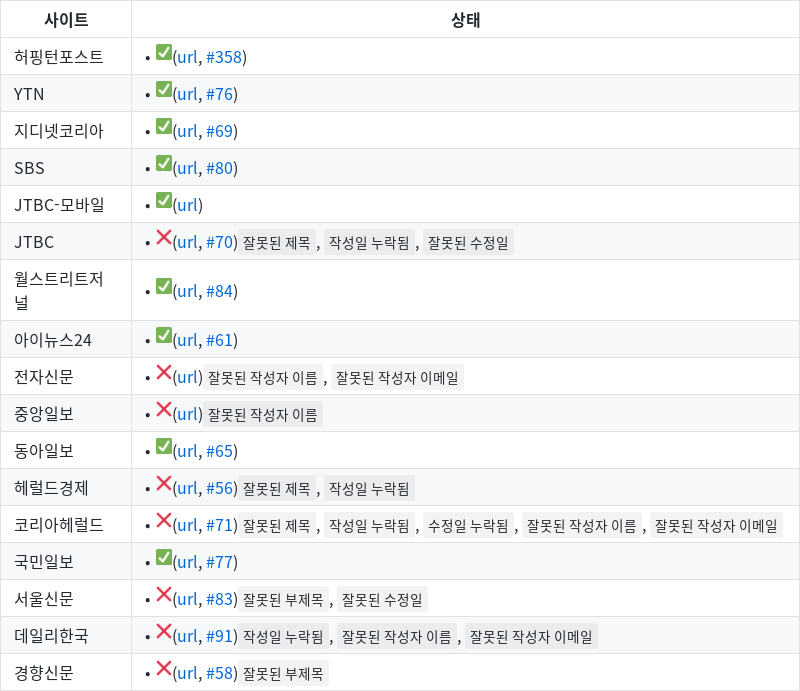 사이트 상태
허핑턴포스트 • ✅(url, #358)
YTN • ✅(url, #76)
지디넷코리아 • ✅(url, #69)
SBS • ✅(url, #80)
JTBC-모바일 • ✅(url)
JTBC • ❌(url, #70) 잘못된 제목 , 작성일 누락됨 , 잘못된 수정일
월스트리트저
널 • ✅(url, #84)
아이뉴스24 • ✅(url, #61)
전자신문 • ❌(url) 잘못된 작성자 이름 , 잘못된 작성자 이메일
중앙일보 • ❌(url) 잘못된 작성자 이름
동아일보 • ✅(url, #65)
헤럴드경제 • ❌(url, #56) 잘못된 제목 , 작성일 누락됨
코리아헤럴드 • ❌(url, #71) 잘못된 제목 , 작성일 누락됨 , 수정일 누락됨 , 잘못된 작성자 이름 , 잘못된 작성자 이메일
국민일보 • ✅(url, #77)
서울신문 • ❌(url, #83) 잘못된 부제목 , 잘못된 수정일
데일리한국 • ❌(url, #91) 작성일 누락됨 , 잘못된 작성자 이름 , 잘못된 작성자 이메일
경향신문 • ❌(url, #58) 잘못된 부제목